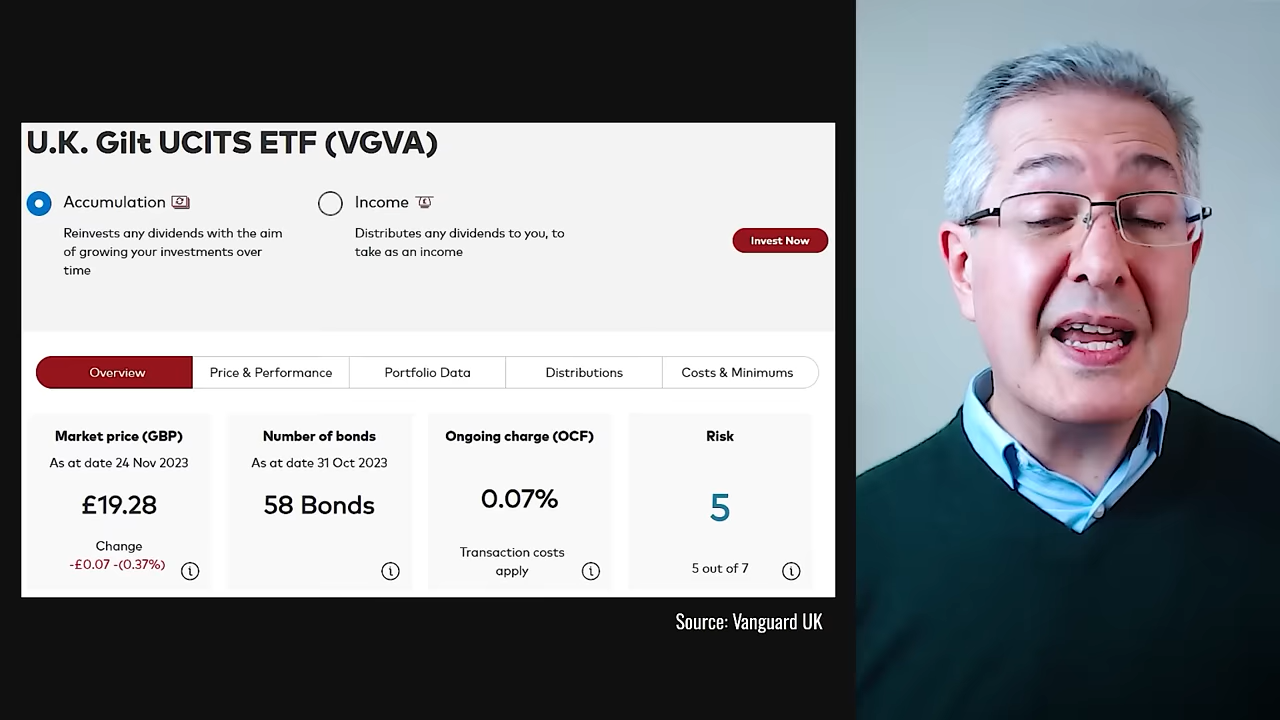 U.K. Gilt UCITS ETF (VGVA)
Accumulation
Income
Reinvests any dividends with the aim
of growing your investments over
time
Distributes any dividends to you, to
take as an income
Invest Now
Overview
Price & Performance
Portfolio Data
Distributions
Costs & Minimums
Market price (GBP)
As at date 24 Nov 2023
£19.28
Change
-£0.07 -(0.37%)
Number of bonds
As at date 31 Oct 2023
58 Bonds
Ongoing charge (OCF)
0.07%
Transaction costs
apply
Risk
5
5 out of 7
Source: Vanguard UK